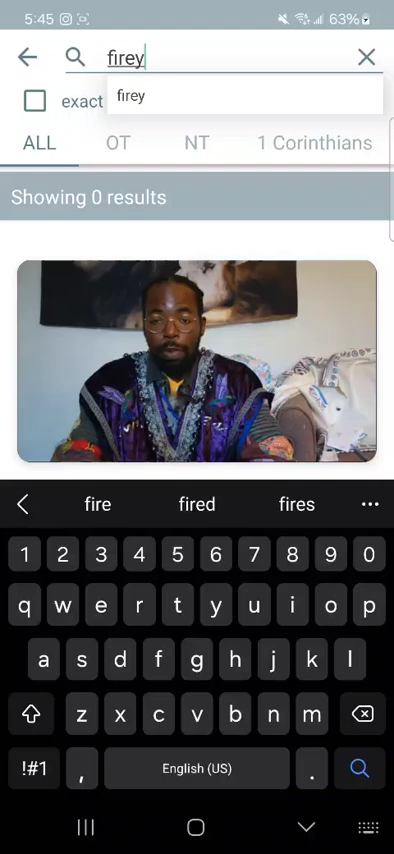 5:45 63%
firey
exact firey
ALL OT NT 1 Corinthians
Showing 0 results
fire fired fires
1 2 3 4 5 6 7 8 9 0
q w e r t y u i o p
a s d f g h j k l
z x c v b n m
!#1 , English (US) .